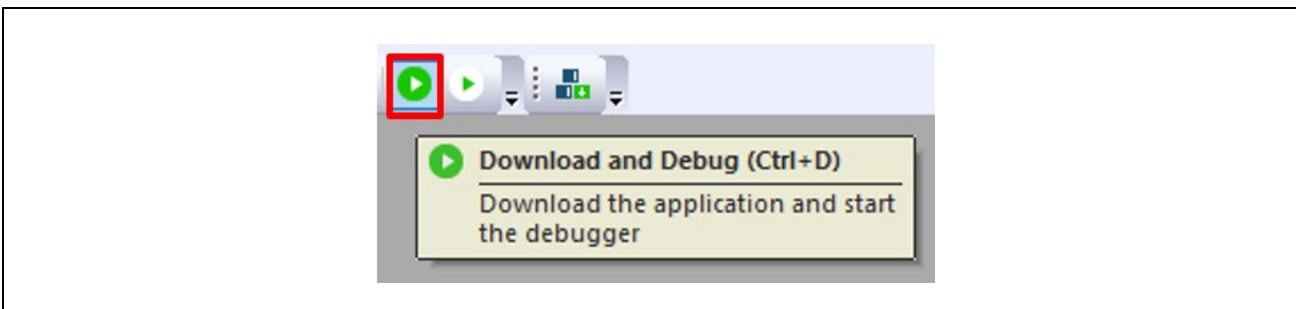 Download and Debug (Ctrl+D)
Download the application and start
the debugger